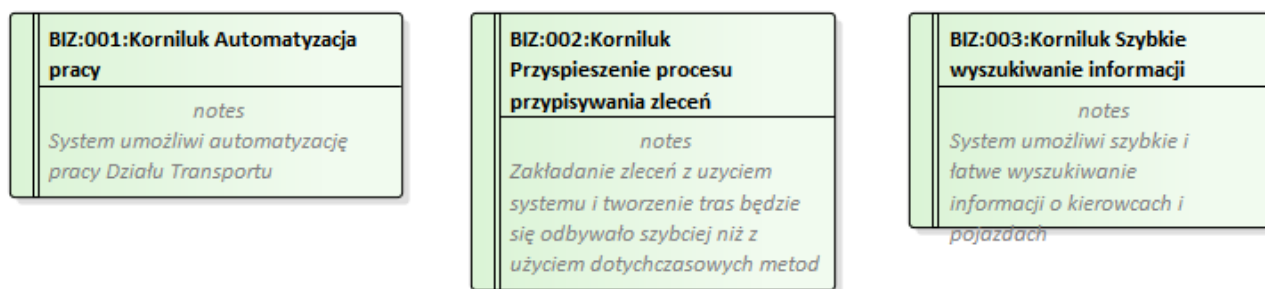 BIZ:001:Korniluk Automatyzacja
pracy
notes
System umożliwi automatyzację
pracy Działu Transportu
BIZ:002:Korniluk
Przyspieszenie procesu
przypisywania zleceń
notes
Zakładanie zleceń z uzyciem
systemu i tworzenie tras będzie
się odbywało szybciej niż z
użyciem dotychczasowych metod
BIZ:003:Korniluk Szybkie
wyszukiwanie informacji
notes
System umożliwi szybkie i
łatwe wyszukiwanie
informacji o kierowcach i
pojazdach